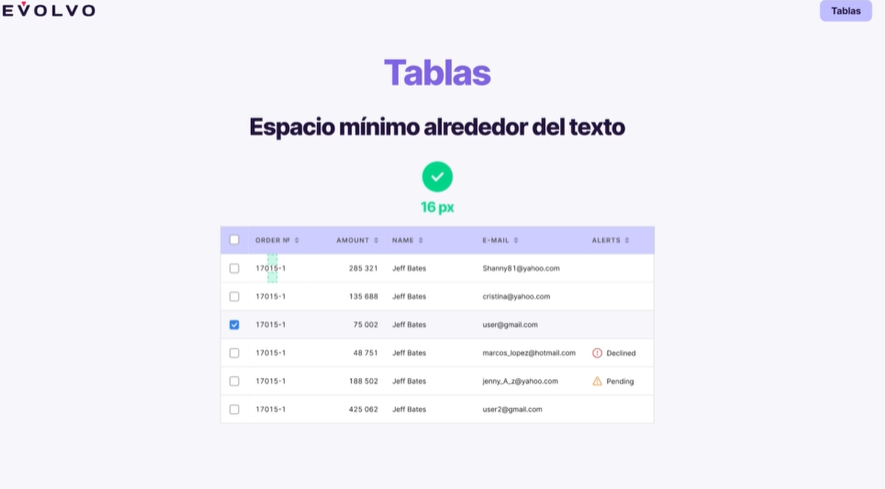 EVOLVO
Tablas
Tablas
Espacio mínimo alrededor del texto
16 px
ORDER № AMOUNT NAME E-MAIL ALERTS
17015-1 285 321 Jeff Bates Shanny81@yahoo.com
17015-1 135 688 Jeff Bates cristina@yahoo.com
17015-1 75 002 Jeff Bates user@gmail.com
17015-1 48 751 Jeff Bates marcos_lopez@hotmail.com Declined
17015-1 188 502 Jeff Bates jenny_A_z@yahoo.com Pending
17015-1 425 062 Jeff Bates user2@gmail.com